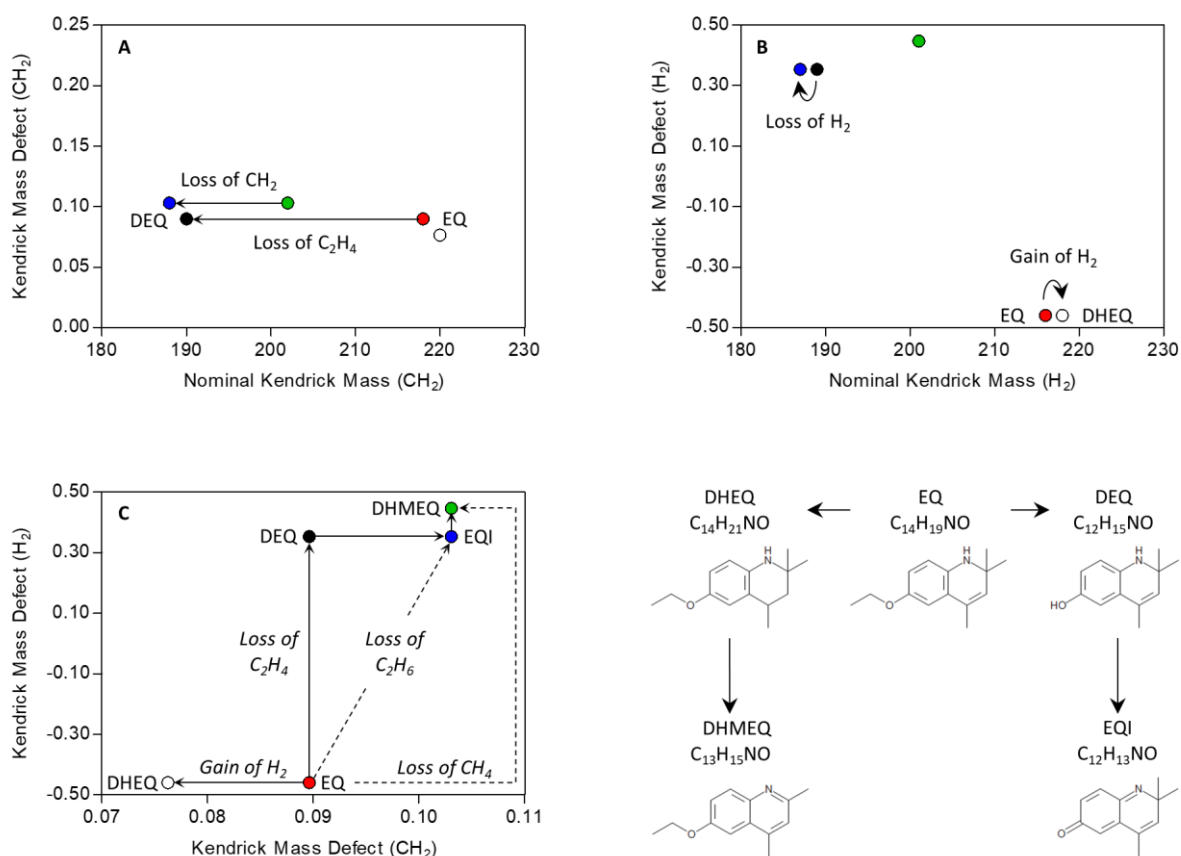 A
0.25
0.20
0.15
0.10
0.05
0.00
Kendrick Mass Defect (CH₂)
Loss of CH₂
DEQ
EQ
Loss of C₂H₄
180 190 200 210 220 230
Nominal Kendrick Mass (CH₂)
B
0.50
0.30
0.10
-0.10
-0.30
-0.50
Kendrick Mass Defect (H₂)
Loss of H₂
Gain of H₂
EQ
DHEQ
180 190 200 210 220 230
Nominal Kendrick Mass (H₂)
C
0.50
0.30
0.10
-0.10
-0.30
-0.50
Kendrick Mass Defect (H₂)
DHMEQ
DEQ
EQI
Loss of
C₂H₄
Loss of
C₂H₆
Gain of H₂
Loss of CH₄
DHEQ
EQ
0.07 0.08 0.09 0.10 0.11
Kendrick Mass Defect (CH₂)
DHEQ
C₁₄H₂₁NO
H
N
O
EQ
C₁₄H₁₉NO
H
N
O
DEQ
C₁₂H₁₅NO
H
N
HO
DHMEQ
C₁₃H₁₅NO
N
O
EQI
C₁₂H₁₃NO
N
O